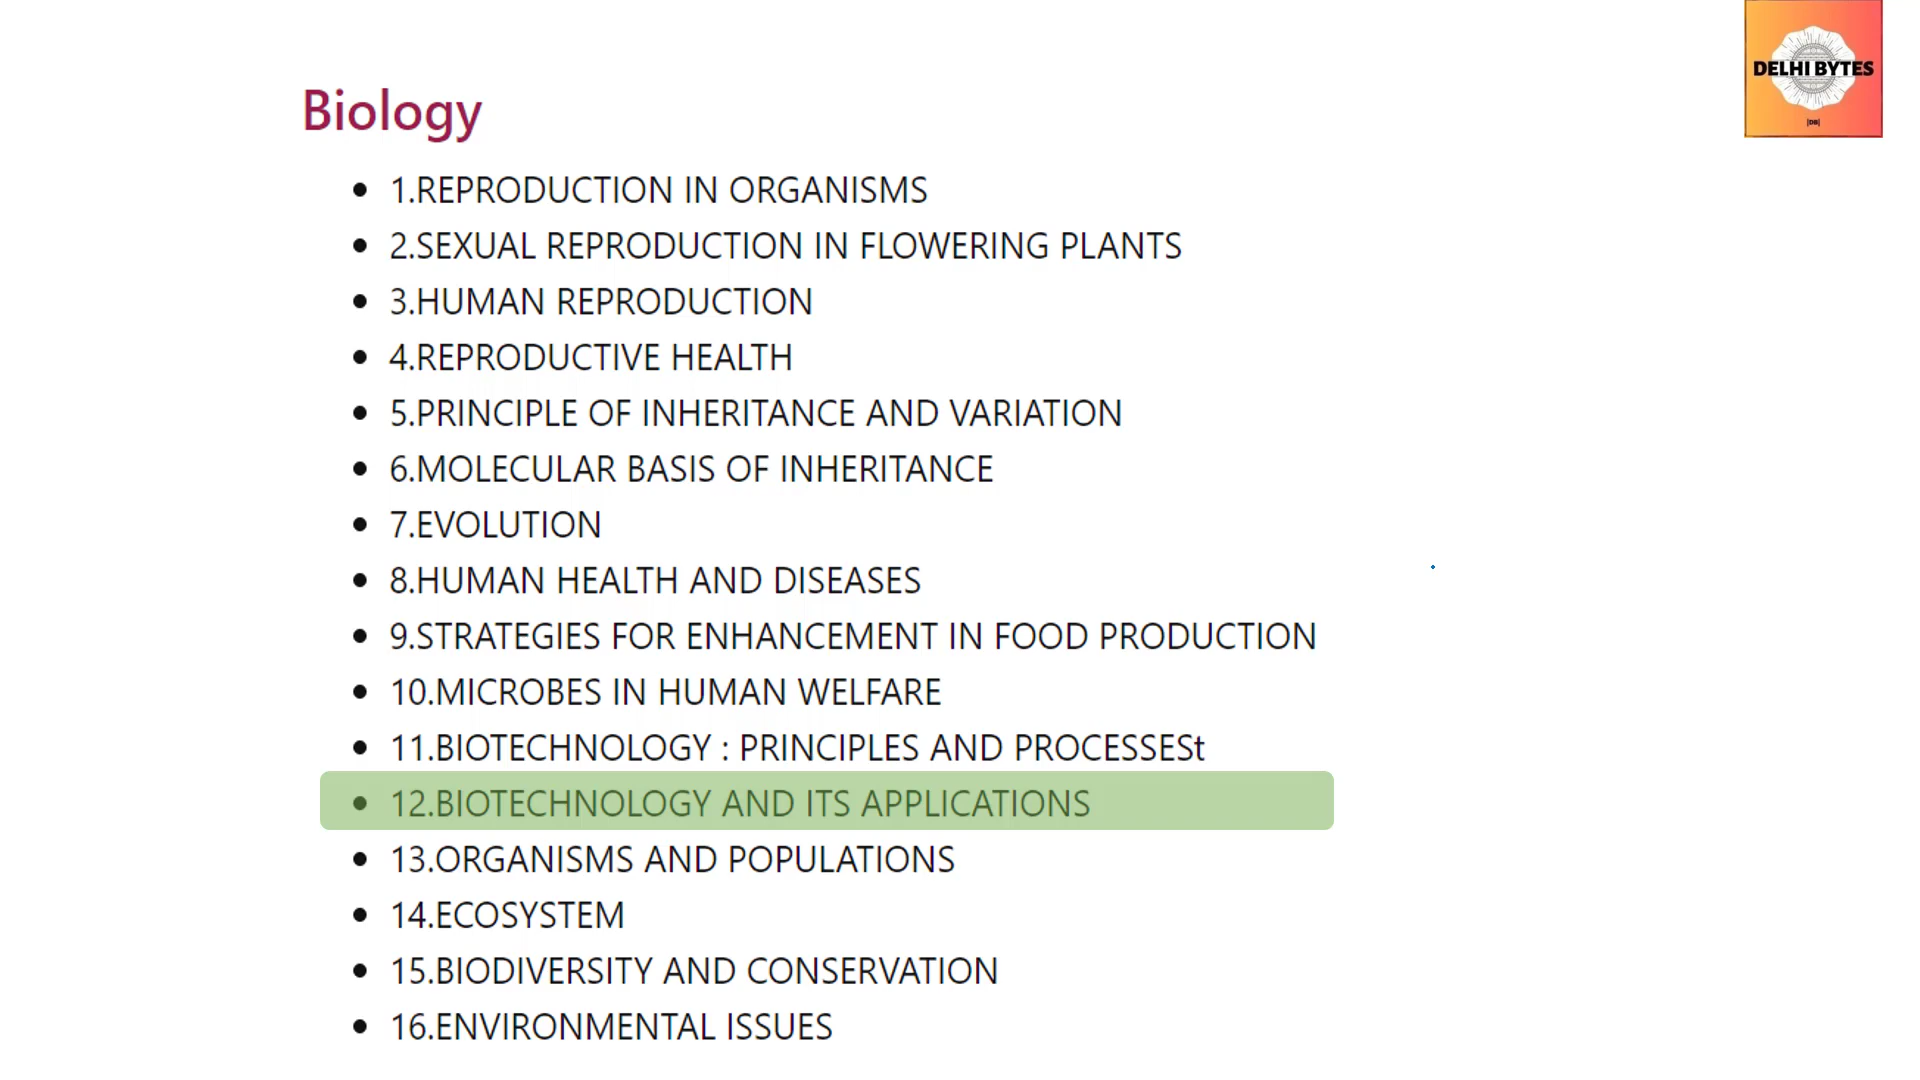 DELHI BYTES
|DB|
Biology
• 1.REPRODUCTION IN ORGANISMS
• 2.SEXUAL REPRODUCTION IN FLOWERING PLANTS
• 3.HUMAN REPRODUCTION
• 4.REPRODUCTIVE HEALTH
• 5.PRINCIPLE OF INHERITANCE AND VARIATION
• 6.MOLECULAR BASIS OF INHERITANCE
• 7.EVOLUTION
• 8.HUMAN HEALTH AND DISEASES
• 9.STRATEGIES FOR ENHANCEMENT IN FOOD PRODUCTION
• 10.MICROBES IN HUMAN WELFARE
• 11.BIOTECHNOLOGY : PRINCIPLES AND PROCESSESt
• 12.BIOTECHNOLOGY AND ITS APPLICATIONS
• 13.ORGANISMS AND POPULATIONS
• 14.ECOSYSTEM
• 15.BIODIVERSITY AND CONSERVATION
• 16.ENVIRONMENTAL ISSUES